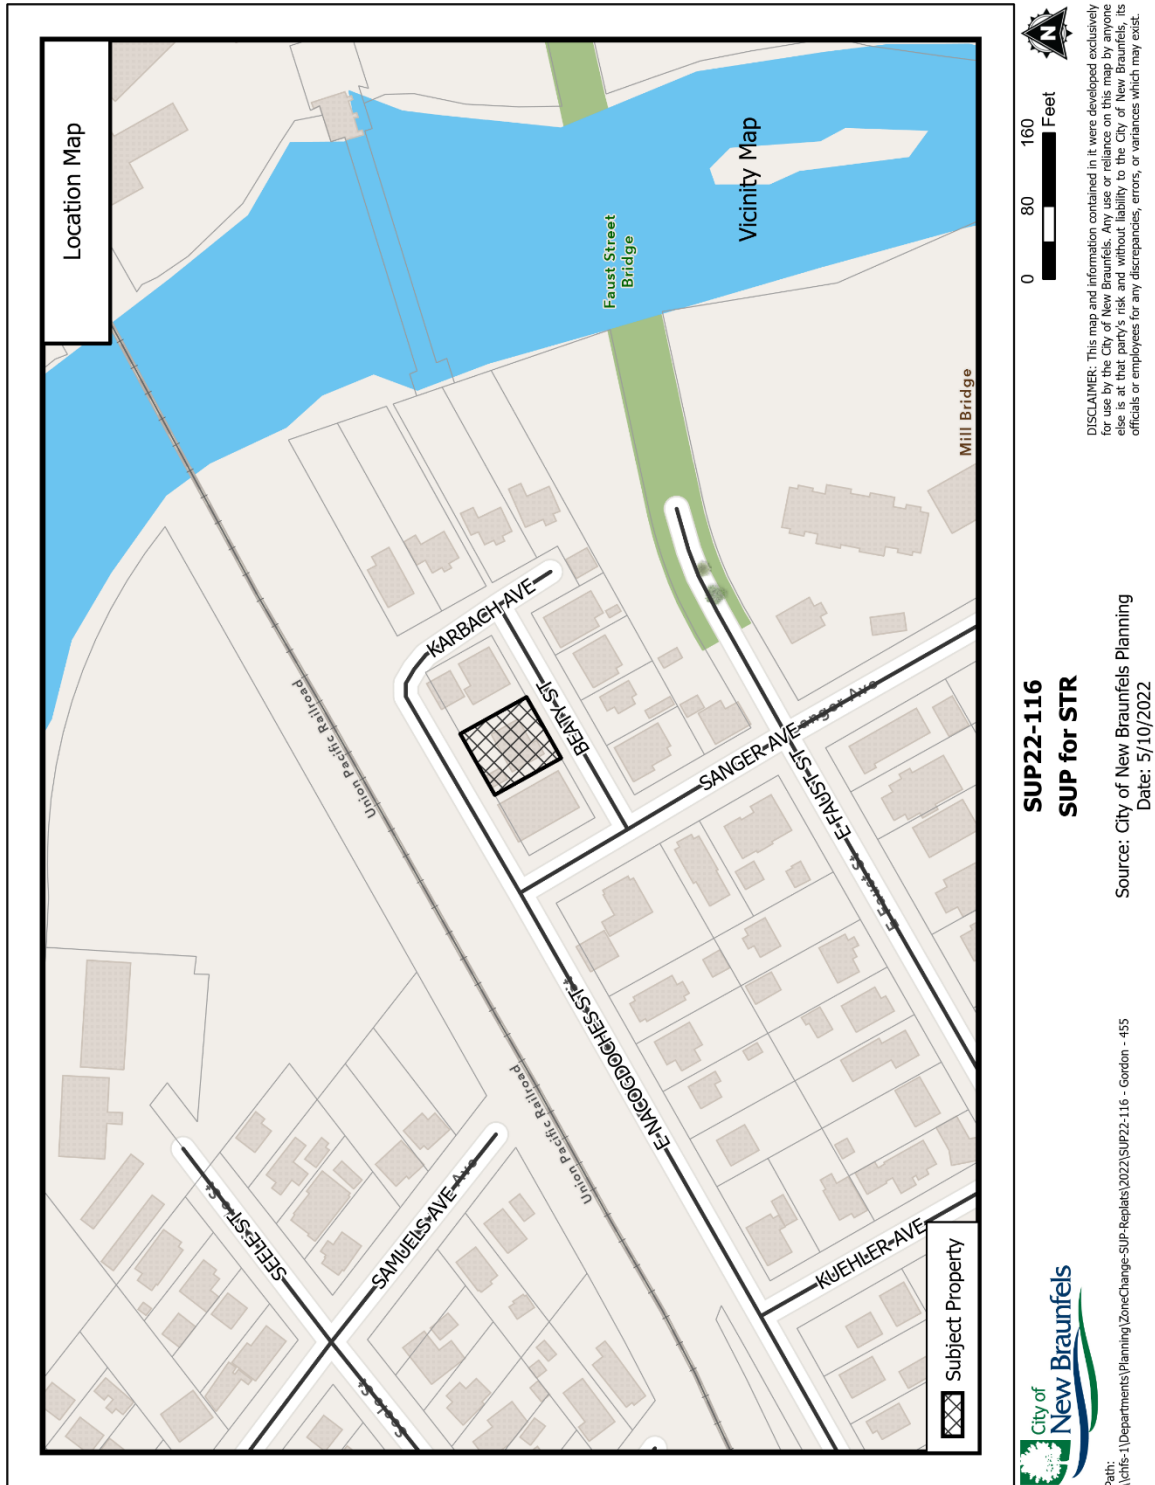 Location Map
Union Pacific Railroad
Union Pacific Railroad
SEELE ST
Seele St
SAMUELS AVE
Ave
KARBACH AVE
BEATY ST
E NACOGDOCHES ST
SANGER AVE
Sanger Ave
E FAUST ST
E Faust St
KUEHLER AVE
Faust Street
Bridge
Vicinity Map
Mill Bridge
Subject Property
City of
New Braunfels
SUP22-116
SUP for STR
Source: City of New Braunfels Planning
Date: 5/10/2022
0 80 160
Feet
N
DISCLAIMER: This map and information contained in it were developed exclusively
for use by the City of New Braunfels. Any use or reliance on this map by anyone
else is at that party's risk and without liability to the City of New Braunfels, its
officials or employees for any discrepancies, errors, or variances which may exist.
Path:
\\chfs-1\Departments\Planning\ZoneChange-SUP-Replats\2022\SUP22-116 - Gordon - 455